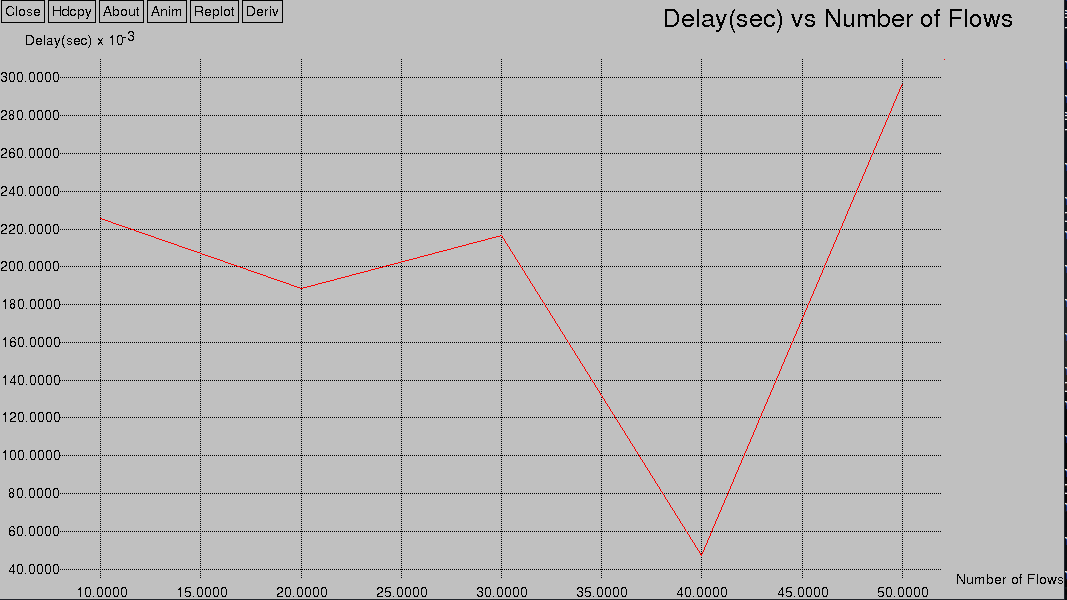 Close Hdcpy About Anim Replot Deriv
Delay(sec) vs Number of Flows
Delay(sec) x 10-3
300.0000
280.0000
260.0000
240.0000
220.0000
200.0000
180.0000
160.0000
140.0000
120.0000
100.0000
80.0000
60.0000
40.0000
Number of Flows
10.0000 15.0000 20.0000 25.0000 30.0000 35.0000 40.0000 45.0000 50.0000